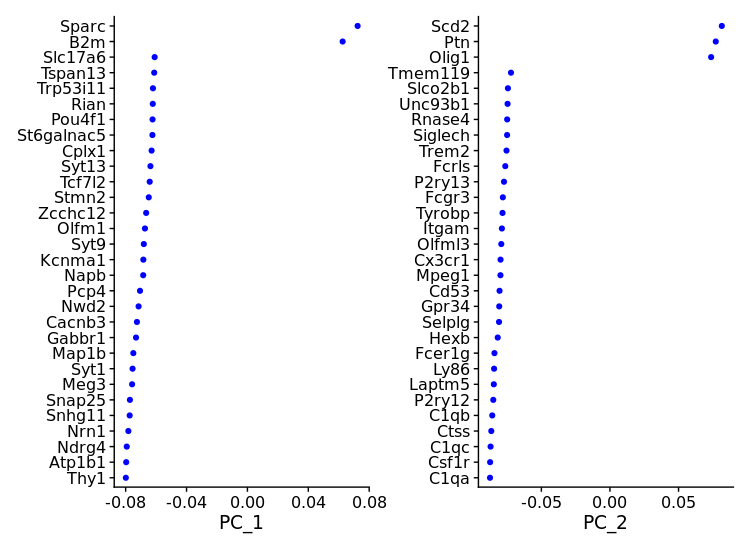 Sparc
B2m
Slc17a6
Tspan13
Trp53i11
Rian
Pou4f1
St6galnac5
Cplx1
Syt13
Tcf7l2
Stmn2
Zcchc12
Olfm1
Syt9
Kcnma1
Napb
Pcp4
Nwd2
Cacnb3
Gabbr1
Map1b
Syt1
Meg3
Snap25
Snhg11
Nrn1
Ndrg4
Atp1b1
Thy1
-0.08 -0.04 0.00 0.04 0.08
PC_1
Scd2
Ptn
Olig1
Tmem119
Slco2b1
Unc93b1
Rnase4
Siglech
Trem2
Fcrls
P2ry13
Fcgr3
Tyrobp
Itgam
Olfml3
Cx3cr1
Mpeg1
Cd53
Gpr34
Selplg
Hexb
Fcer1g
Ly86
Laptm5
P2ry12
C1qb
Ctss
C1qc
Csf1r
C1qa
-0.05 0.00 0.05
PC_2